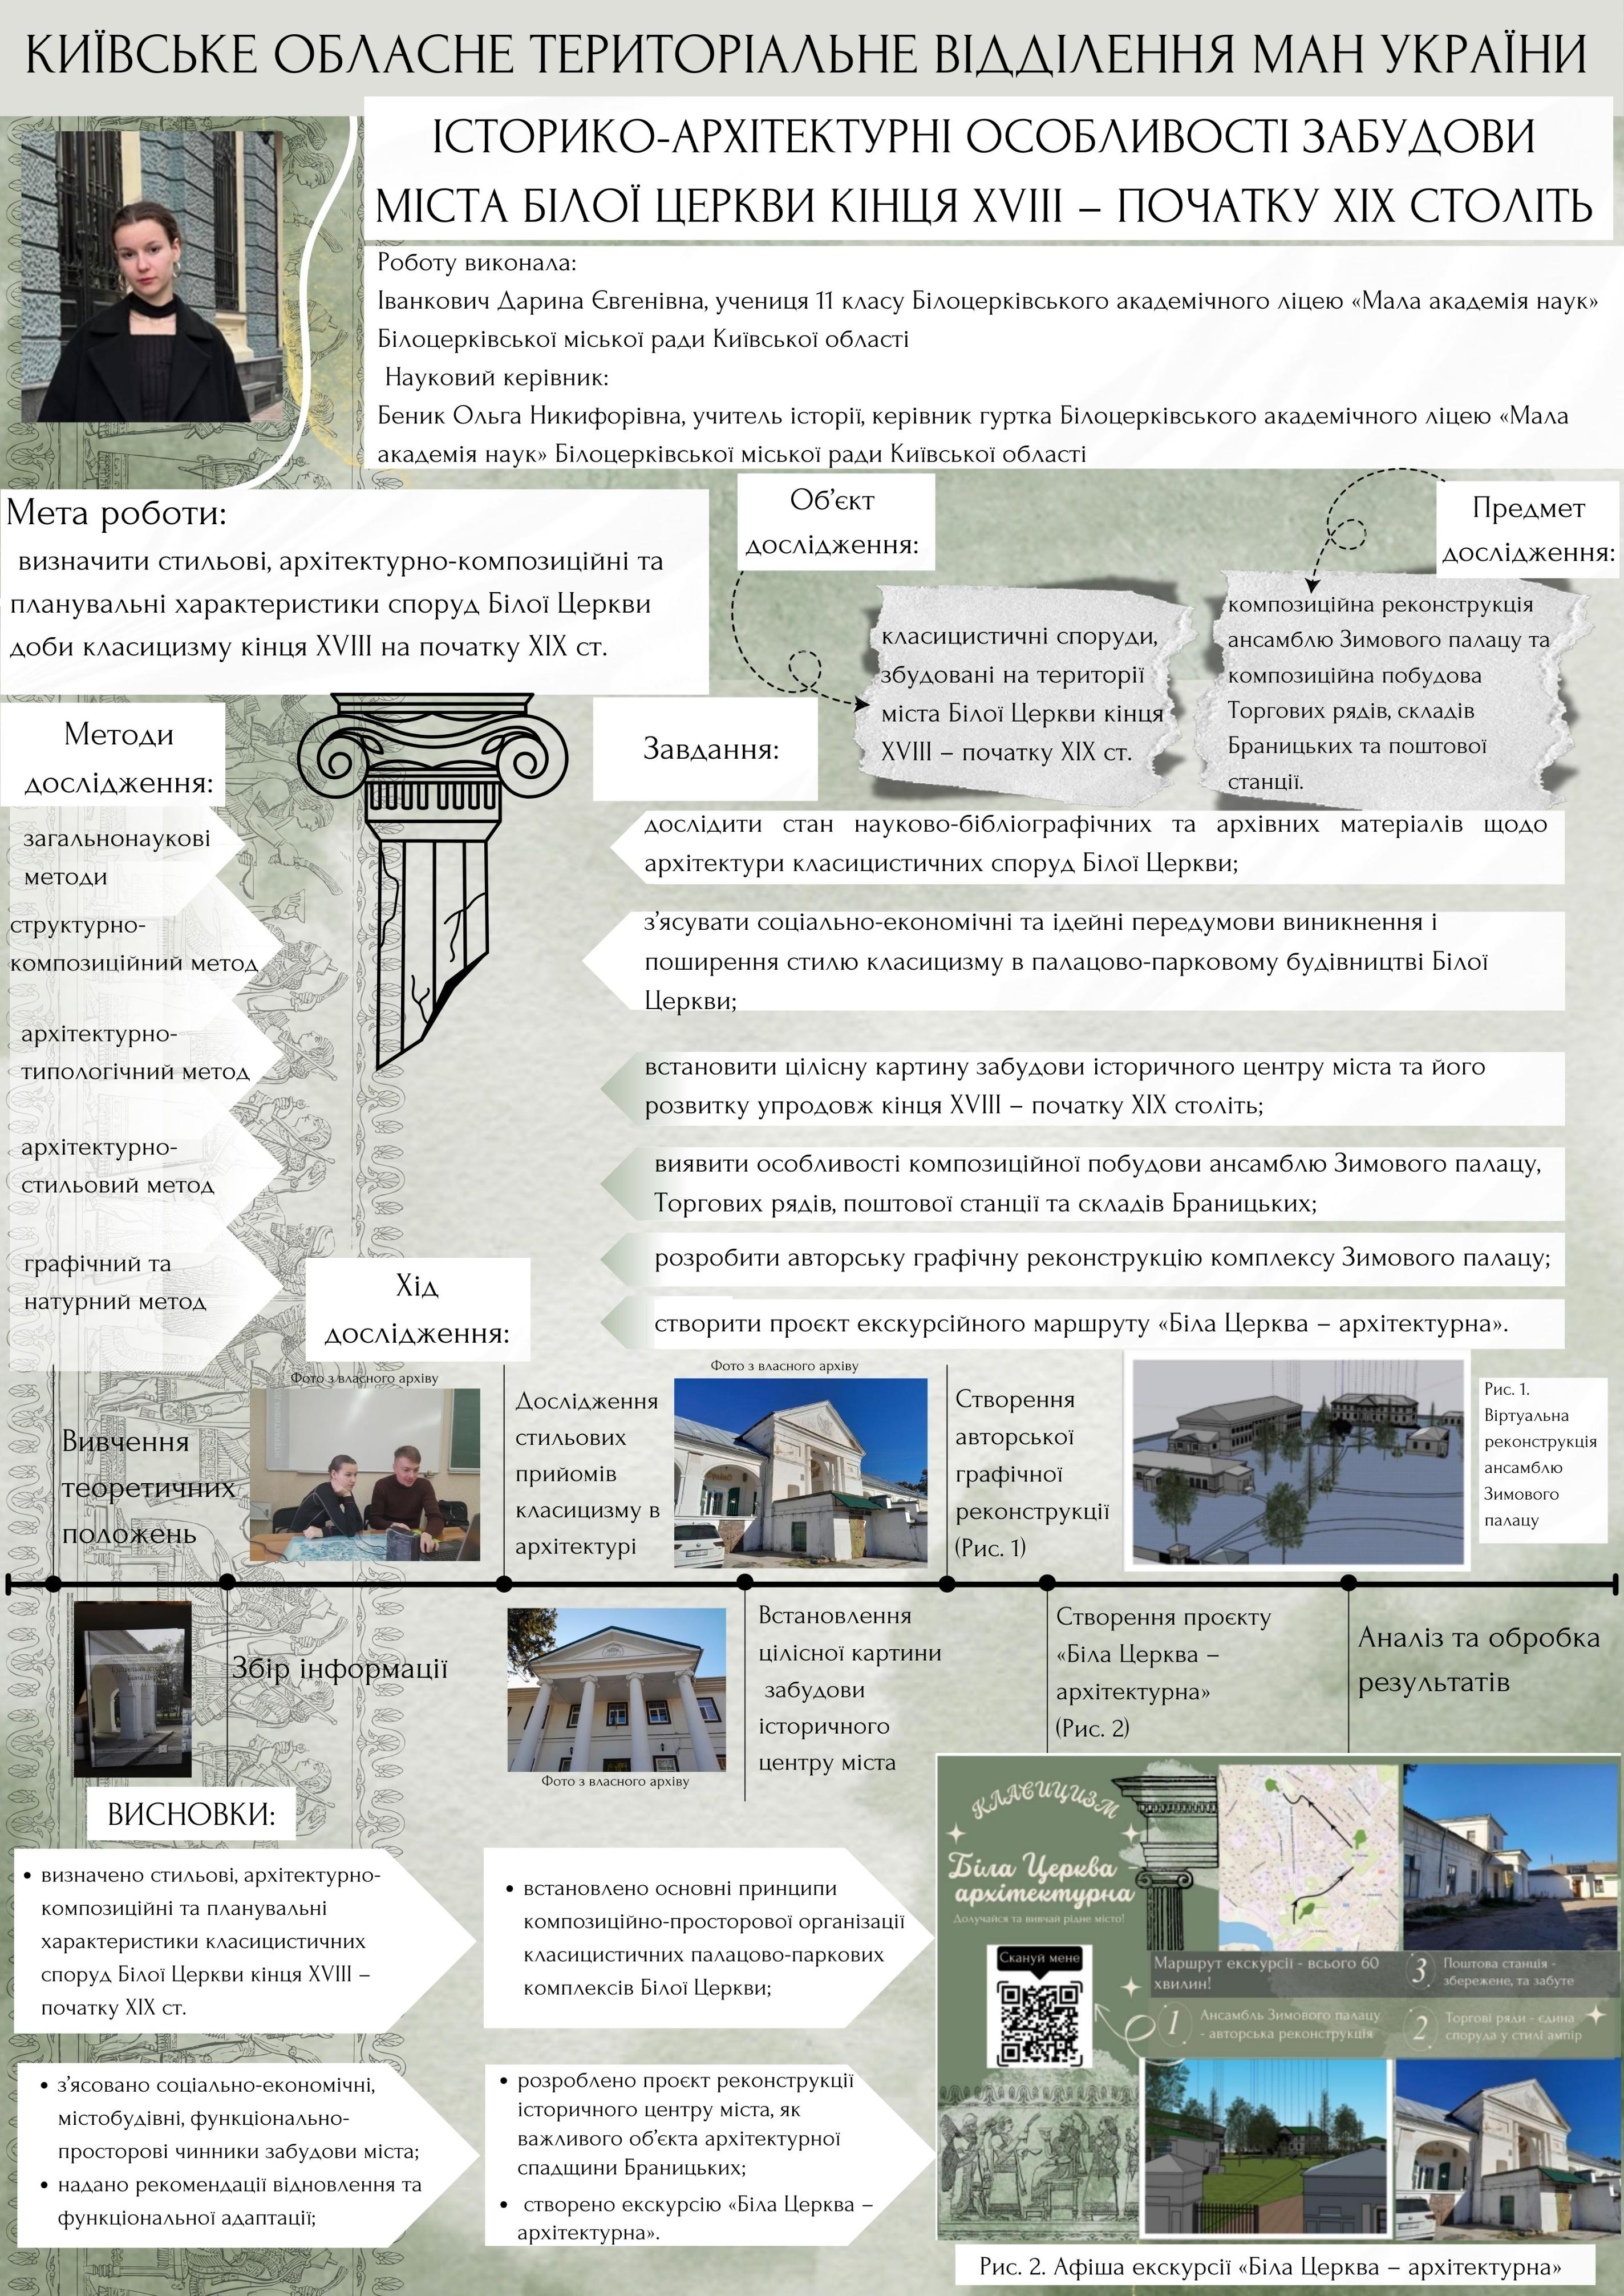 КИЇВСЬКЕ ОБЛАСНЕ ТЕРИТОРІАЛЬНЕ ВІДДІЛЕННЯ МАН УКРАЇНИ
ІСТОРИКО-АРХІТЕКТУРНІ ОСОБЛИВОСТІ ЗАБУДОВИ
МІСТА БІЛОЇ ЦЕРКВИ КІНЦЯ XVIII – ПОЧАТКУ XIX СТОЛІТЬ
Роботу виконала:
Іванкович Дарина Євгенівна, учениця 11 класу Білоцерківського академічного ліцею «Мала академія наук»
Білоцерківської міської ради Київської області
Науковий керівник:
Беник Ольга Никифорівна, учитель історії, керівник гуртка Білоцерківського академічного ліцею «Мала
академія наук» Білоцерківської міської ради Київської області
Мета роботи:
визначити стильові, архітектурно-композиційні та
планувальні характеристики споруд Білої Церкви
доби класицизму кінця XVIII на початку XIX ст.
Об’єкт
дослідження:
класицистичні споруди,
збудовані на території
міста Білої Церкви кінця
XVIII – початку XIX ст.
Предмет
дослідження:
композиційна реконструкція
ансамблю Зимового палацу та
композиційна побудова
Торгових рядів, складів
Браницьких та поштової
станції.
Методи
дослідження:
загальнонаукові
методи
структурно-
композиційний метод
архітектурно-
типологічний метод
архітектурно-
стильовий метод
графічний та
натурний метод
Завдання:
дослідити стан науково-бібліографічних та архівних матеріалів щодо
архітектури класицистичних споруд Білої Церкви;
з’ясувати соціально-економічні та ідейні передумови виникнення і
поширення стилю класицизму в палацово-парковому будівництві Білої
Церкви;
встановити цілісну картину забудови історичного центру міста та його
розвитку упродовж кінця XVIII – початку XIX століть;
виявити особливості композиційної побудови ансамблю Зимового палацу,
Торгових рядів, поштової станції та складів Браницьких;
розробити авторську графічну реконструкцію комплексу Зимового палацу;
створити проєкт екскурсійного маршруту «Біла Церква – архітектурна».
Хід
дослідження:
Вивчення
теоретичних
положень
Фото з власного архіву
Дослідження
стильових
прийомів
класицизму в
архітектурі
Фото з власного архіву
Створення
авторської
графічної
реконструкції
(Рис. 1)
Рис. 1.
Віртуальна
реконструкція
ансамблю
Зимового
палацу
Збір інформації
Фото з власного архіву
Встановлення
цілісної картини
забудови
історичного
центру міста
Створення проєкту
«Біла Церква –
архітектурна»
(Рис. 2)
Аналіз та обробка
результатів
ВИСНОВКИ:
• визначено стильові, архітектурно-
композиційні та планувальні
характеристики класицистичних
споруд Білої Церкви кінця XVIII –
початку XIX ст.
• встановлено основні принципи
композиційно-просторової організації
класицистичних палацово-паркових
комплексів Білої Церкви;
• з’ясовано соціально-економічні,
містобудівні, функціонально-
просторові чинники забудови міста;
• надано рекомендації відновлення та
функціональної адаптації;
• розроблено проєкт реконструкції
історичного центру міста, як
важливого об’єкта архітектурної
спадщини Браницьких;
• створено екскурсію «Біла Церква –
архітектурна».
КЛАСИЦИЗМ
Біла Церква –
архітектурна
Долучайся та вивчай рідне місто!
Скануй мене
Маршрут екскурсії - всього 60
хвилин!
3 Поштова станція -
збережене, та забуте
1 Ансамбль Зимового палацу
- авторська реконструкція
2 Торгові ряди - єдина
споруда у стилі ампір
Рис. 2. Афіша екскурсії «Біла Церква – архітектурна»